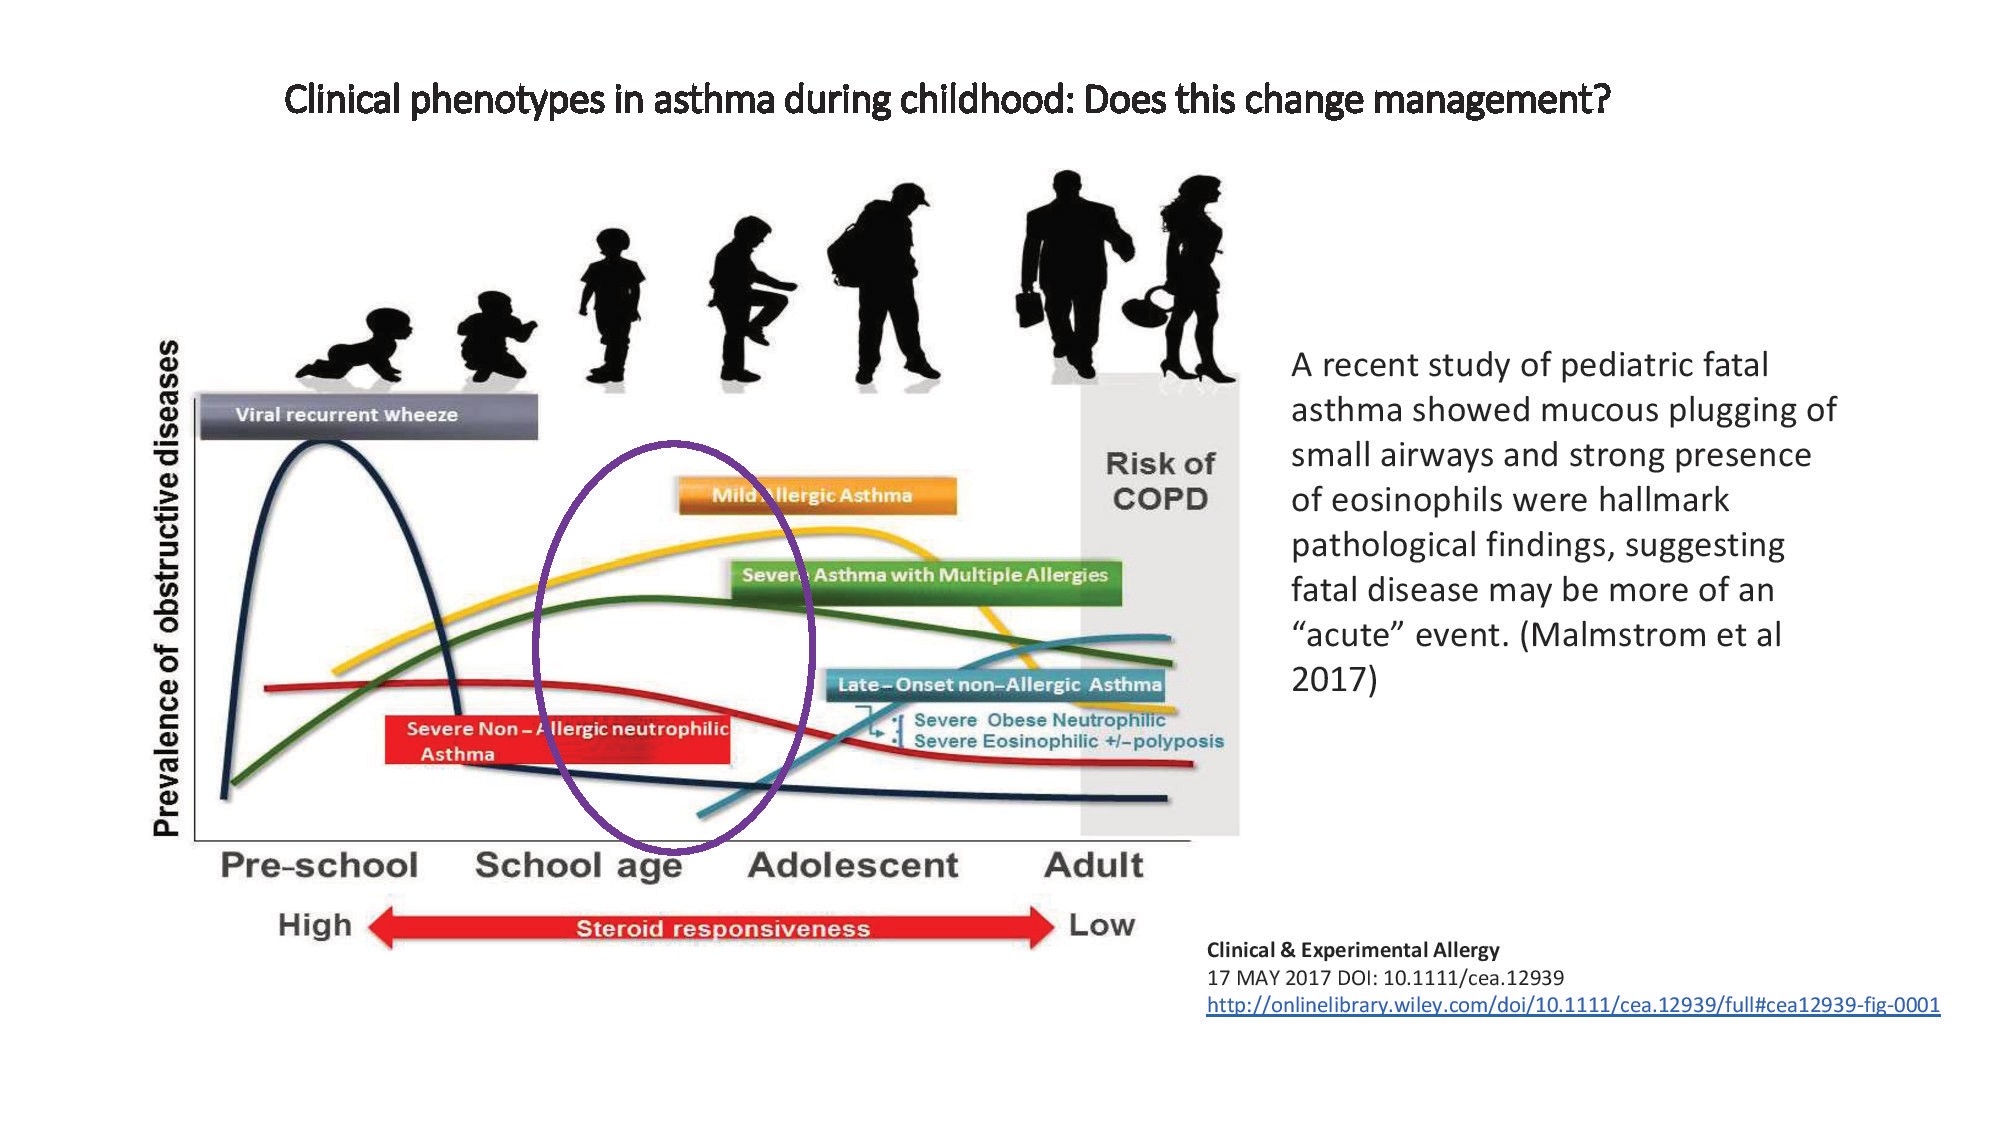 Clinical phenotypes in asthma during childhood: Does this change management?
Prevalence of obstructive diseases
Viral recurrent wheeze
Mild Allergic Asthma
Severe Asthma with Multiple Allergies
Risk of
COPD
Late–Onset non–Allergic Asthma
Severe Obese Neutrophilic
Severe Eosinophilic +/–polyposis
Severe Non – Allergic neutrophilic
Asthma
Pre-school School age Adolescent Adult
High Steroid responsiveness Low
A recent study of pediatric fatal
asthma showed mucous plugging of
small airways and strong presence
of eosinophils were hallmark
pathological findings, suggesting
fatal disease may be more of an
“acute” event. (Malmstrom et al
2017)
Clinical & Experimental Allergy
17 MAY 2017 DOI: 10.1111/cea.12939
http://onlinelibrary.wiley.com/doi/10.1111/cea.12939/full#cea12939-fig-0001